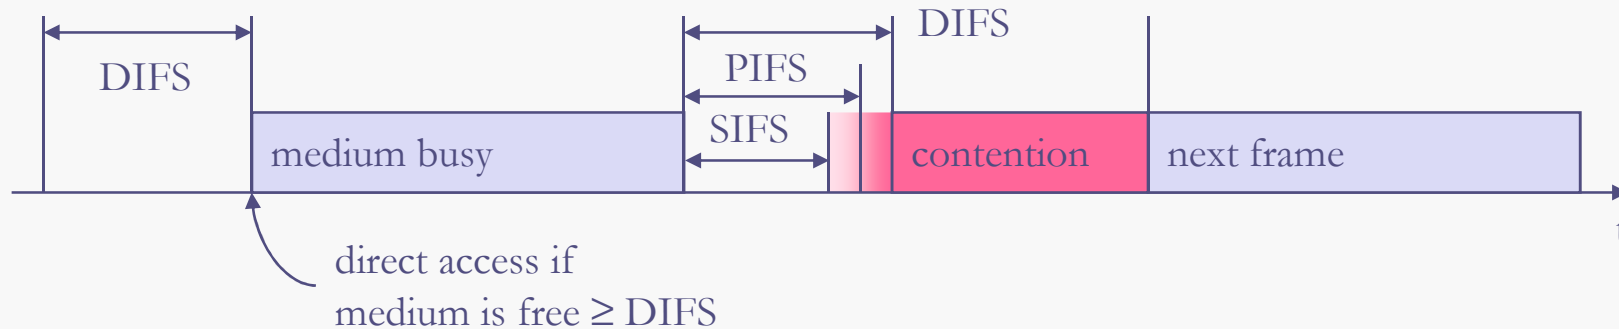 DIFS
DIFS
PIFS
SIFS
medium busy
contention
next frame
t
direct access if
medium is free ≥ DIFS